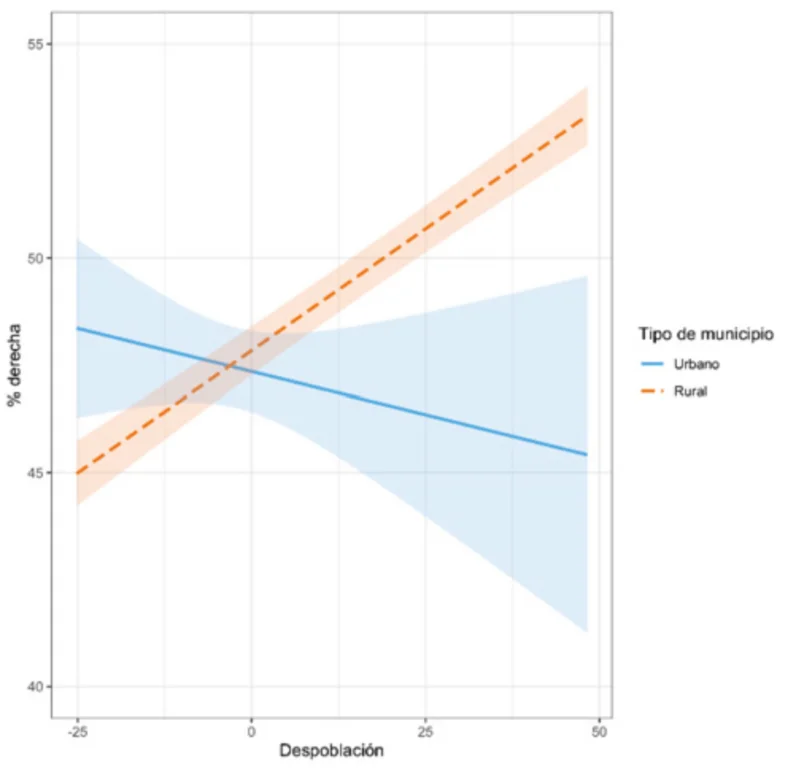 55
50
45
40
% derecha
-25 0 25 50
Despoblación
Tipo de municipio
Urbano
Rural